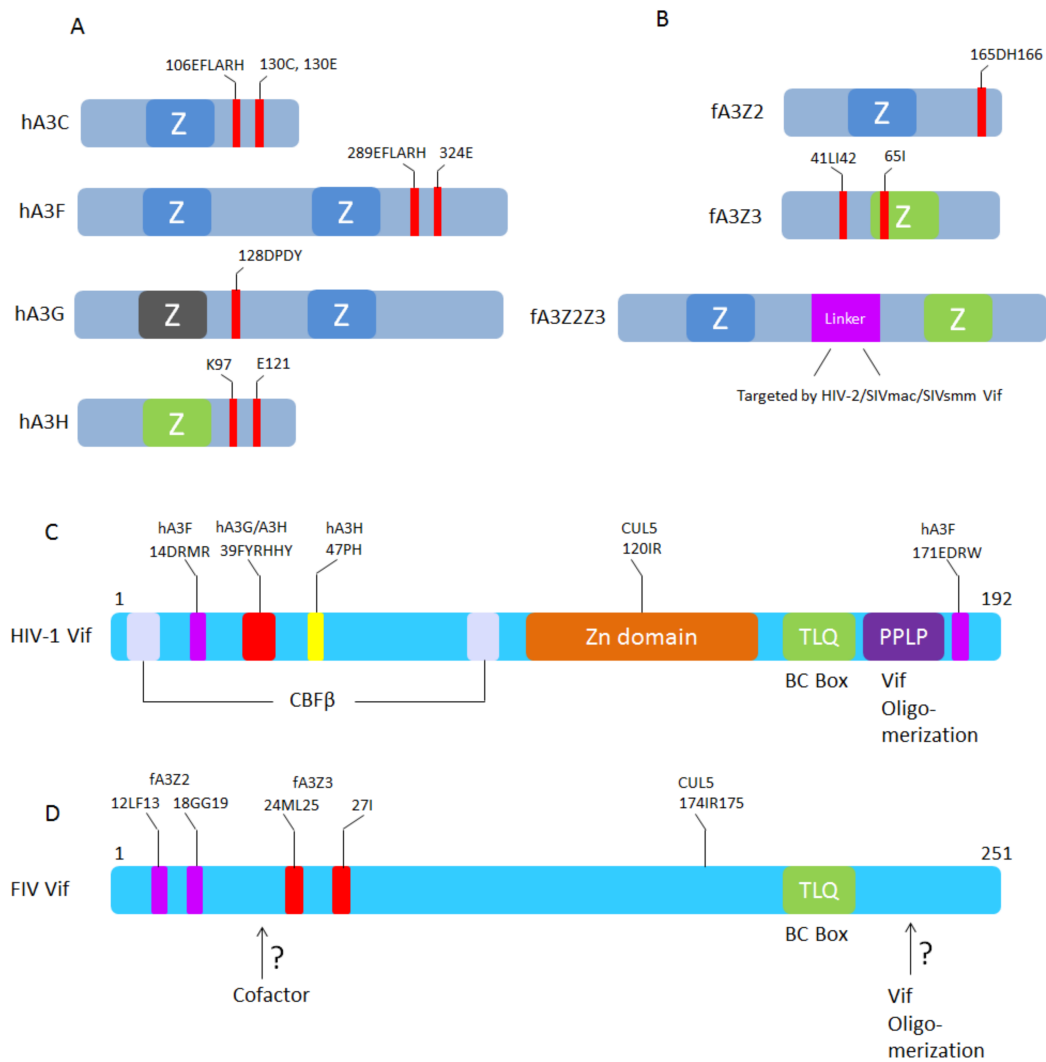 A
106EFLARH
130C, 130E
hA3C
Z
289EFLARH
324E
hA3F
Z
Z
128DPDY
hA3G
Z
Z
K97
E121
hA3H
Z
B
165DH166
fA3Z2
Z
41LI42
65I
fA3Z3
Z
fA3Z2Z3
Z
Linker
Z
Targeted by HIV-2/SIVmac/SIVsmm Vif
C
hA3F
14DRMR
hA3G/A3H
39FYRHHY
hA3H
47PH
CUL5
120IR
hA3F
171EDRW
1
192
HIV-1 Vif
Zn domain
TLQ
PPLP
CBFβ
BC Box
Vif
Oligo-
merization
D
fA3Z2
12LF13
18GG19
fA3Z3
24ML25
27I
CUL5
174IR175
1
251
FIV Vif
TLQ
BC Box
?
Cofactor
?
Vif
Oligo-
merization